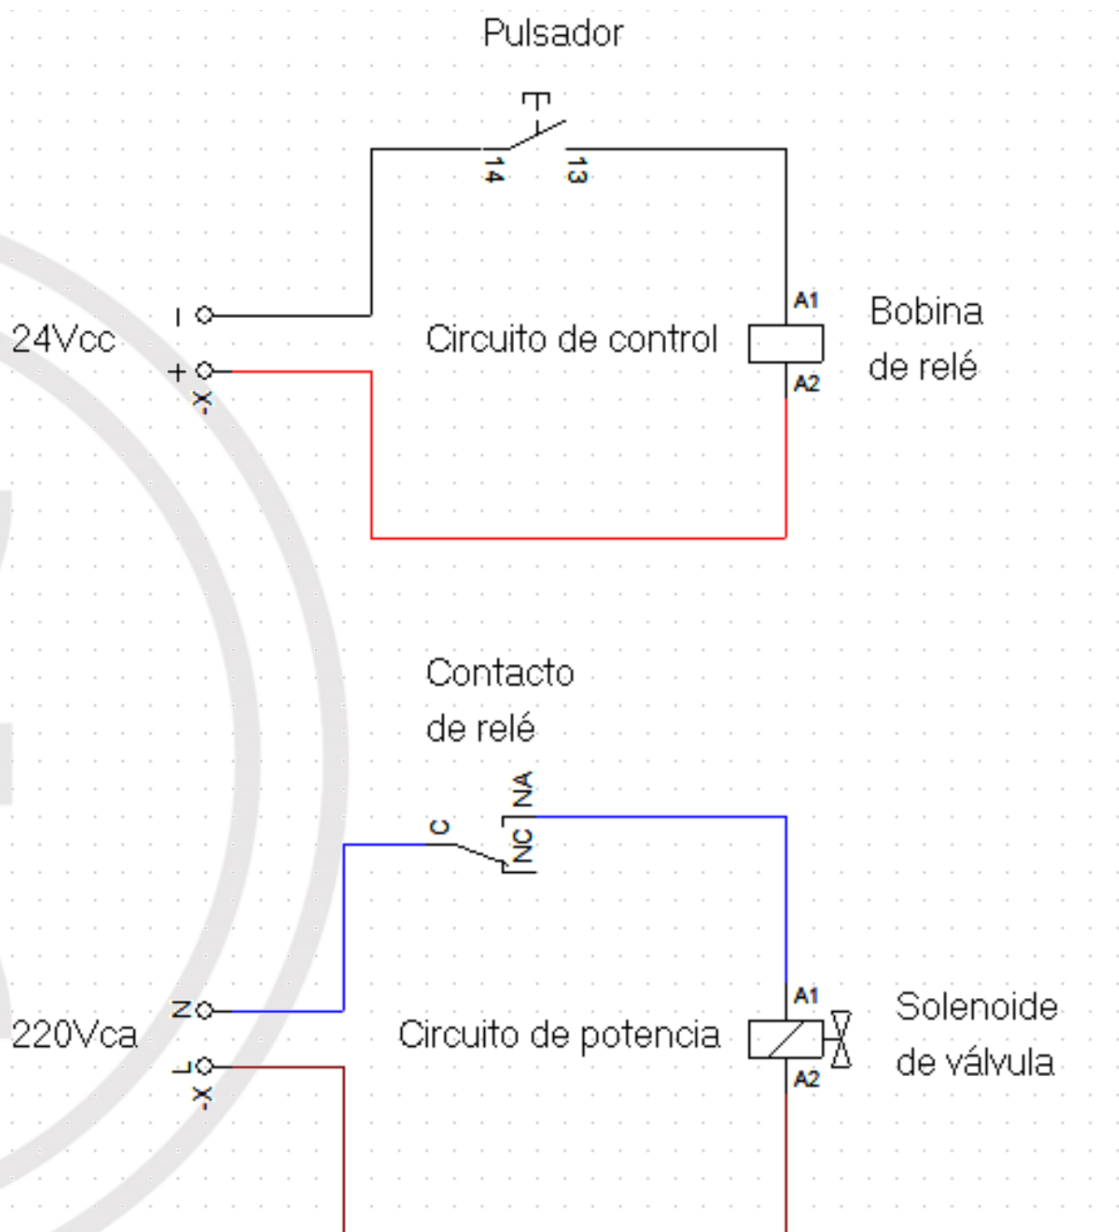 Pulsador
14
13
−
24Vcc
+
-X
Circuito de control
A1
A2
Bobina
de relé
Contacto
de relé
C
NA
NC
N
220Vca
L
-X
Circuito de potencia
A1
A2
Solenoide
de válvula